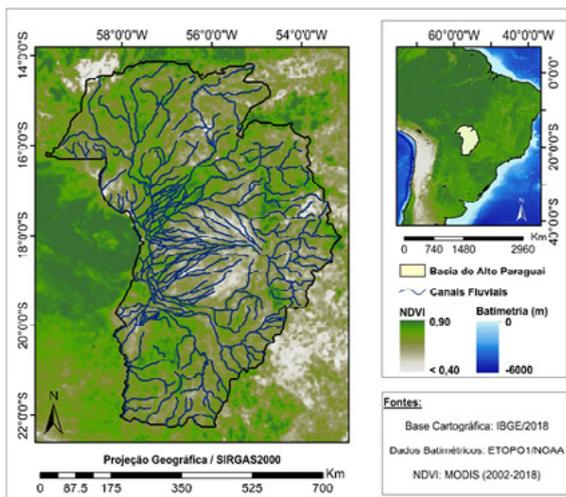 58°0'0"W 56°0'0"W 54°0'0"W
14°0'0"S
16°0'0"S
18°0'0"S
20°0'0"S
22°0'0"S
N
Projeção Geográfica / SIRGAS2000
Km
0 87.5 175 350 525 700
60°0'0"W 40°0'0"W
0°0'0"
20°0'0"S
40°0'0"S
N
Km
0 740 1480 2960
Bacia do Alto Paraguai
Canais Fluviais
NDVI Batimetria (m)
0,90 0
< 0,40 -6000
Fontes:
Base Cartográfica: IBGE/2018
Dados Batimétricos: ETOPO1/NOAA
NDVI: MODIS (2002-2018)